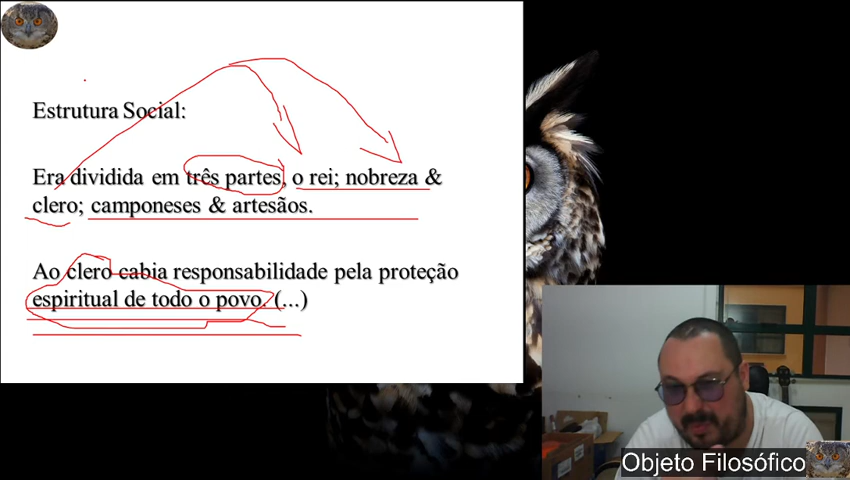 Estrutura Social:
Era dividida em três partes, o rei; nobreza &
clero; camponeses & artesãos.
Ao clero cabia responsabilidade pela proteção
espiritual de todo o povo. (...)
Objeto Filosófico